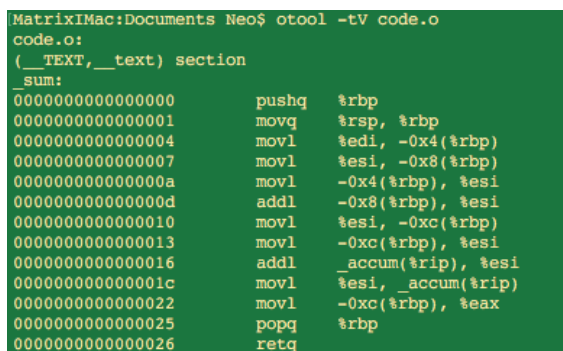 [MatrixIMac:Documents Neo$ otool -tV code.o
code.o:
(__TEXT,__text) section
_sum:
0000000000000000 pushq %rbp
0000000000000001 movq %rsp, %rbp
0000000000000004 movl %edi, -0x4(%rbp)
0000000000000007 movl %esi, -0x8(%rbp)
000000000000000a movl -0x4(%rbp), %esi
000000000000000d addl -0x8(%rbp), %esi
0000000000000010 movl %esi, -0xc(%rbp)
0000000000000013 movl -0xc(%rbp), %esi
0000000000000016 addl _accum(%rip), %esi
000000000000001c movl %esi, _accum(%rip)
0000000000000022 movl -0xc(%rbp), %eax
0000000000000025 popq %rbp
0000000000000026 retq